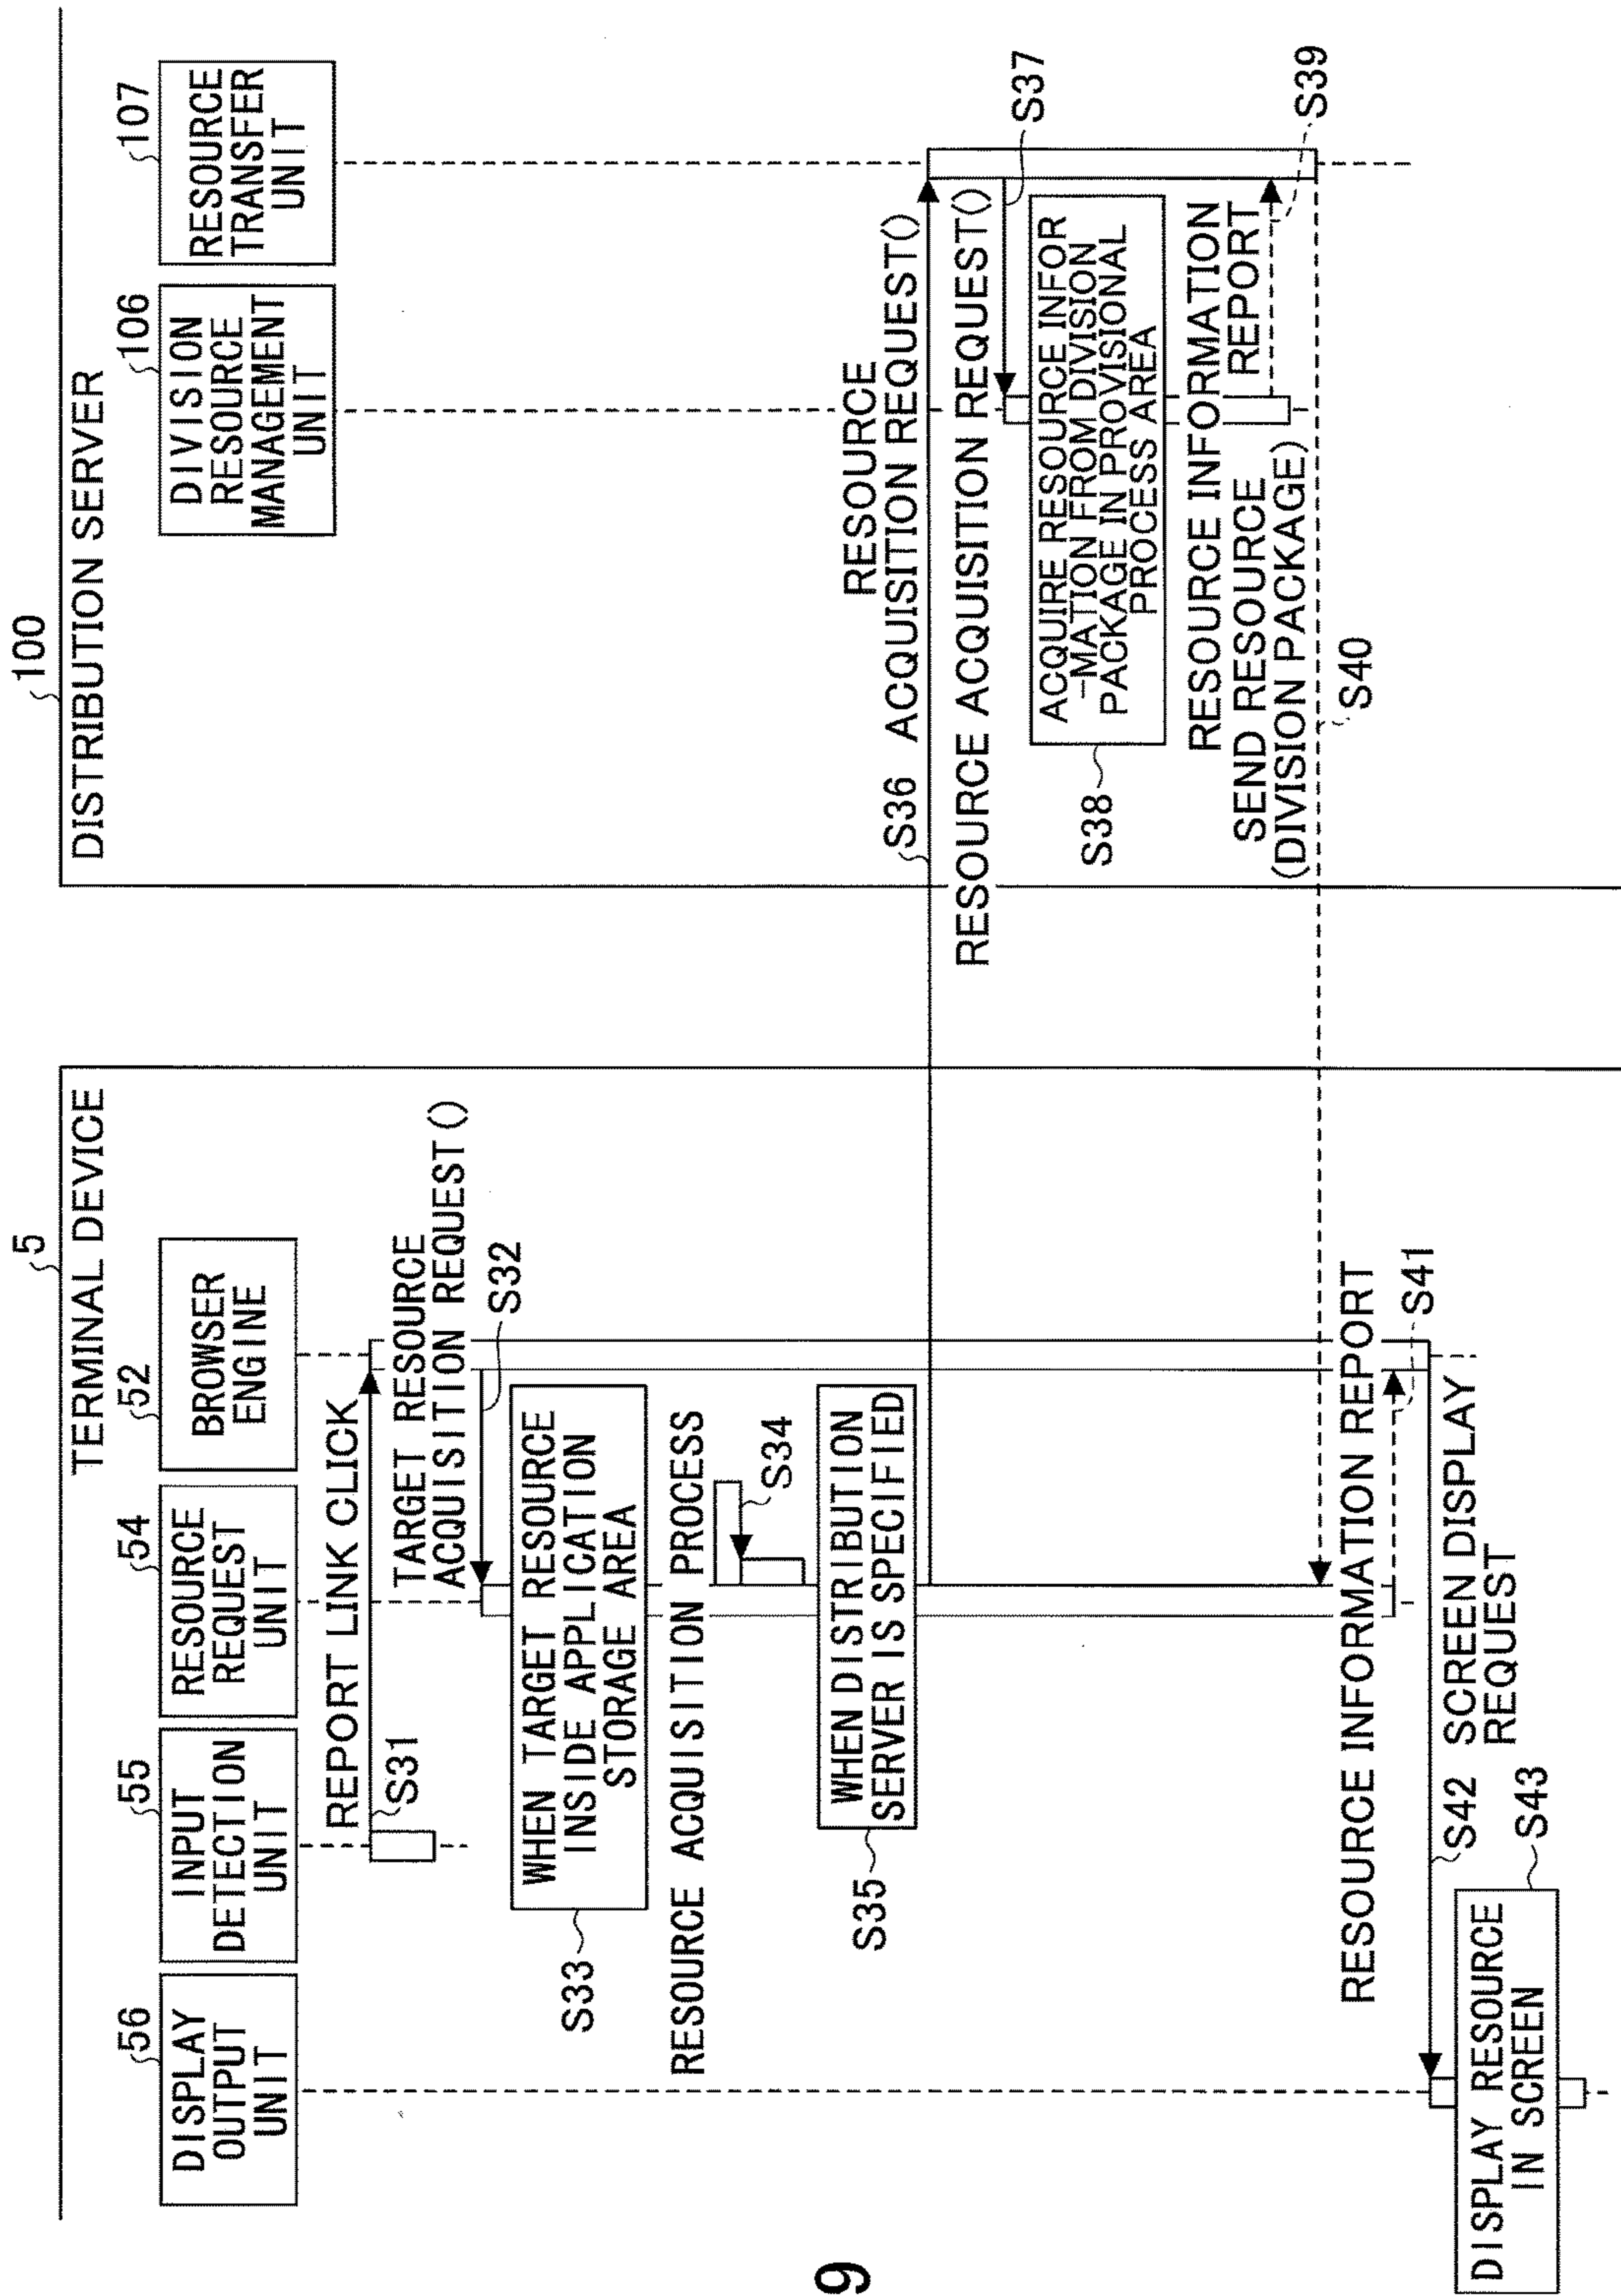 5
TERMINAL DEVICE
56
DISPLAY
OUTPUT
UNIT
55
INPUT
DETECTION
UNIT
54
RESOURCE
REQUEST
UNIT
52
BROWSER
ENGINE
100
DISTRIBUTION SERVER
106
DIVISION
RESOURCE
MANAGEMENT
UNIT
107
RESOURCE
TRANSFER
UNIT
REPORT LINK CLICK
S31
TARGET RESOURCE
ACQUISITION REQUEST()
S32
S33
WHEN TARGET RESOURCE
INSIDE APPLICATION
STORAGE AREA
RESOURCE ACQUISITION PROCESS
S34
S35
WHEN DISTRIBUTION
SERVER IS SPECIFIED
S36
RESOURCE
ACQUISITION REQUEST()
RESOURCE ACQUISITION REQUEST()
S37
S38
ACQUIRE RESOURCE INFOR
-MATION FROM DIVISION
PACKAGE IN PROVISIONAL
PROCESS AREA
RESOURCE INFORMATION
REPORT
S39
SEND RESOURCE
(DIVISION PACKAGE)
S40
RESOURCE INFORMATION REPORT
S41
S42
SCREEN DISPLAY
REQUEST
S43
DISPLAY RESOURCE
IN SCREEN
9